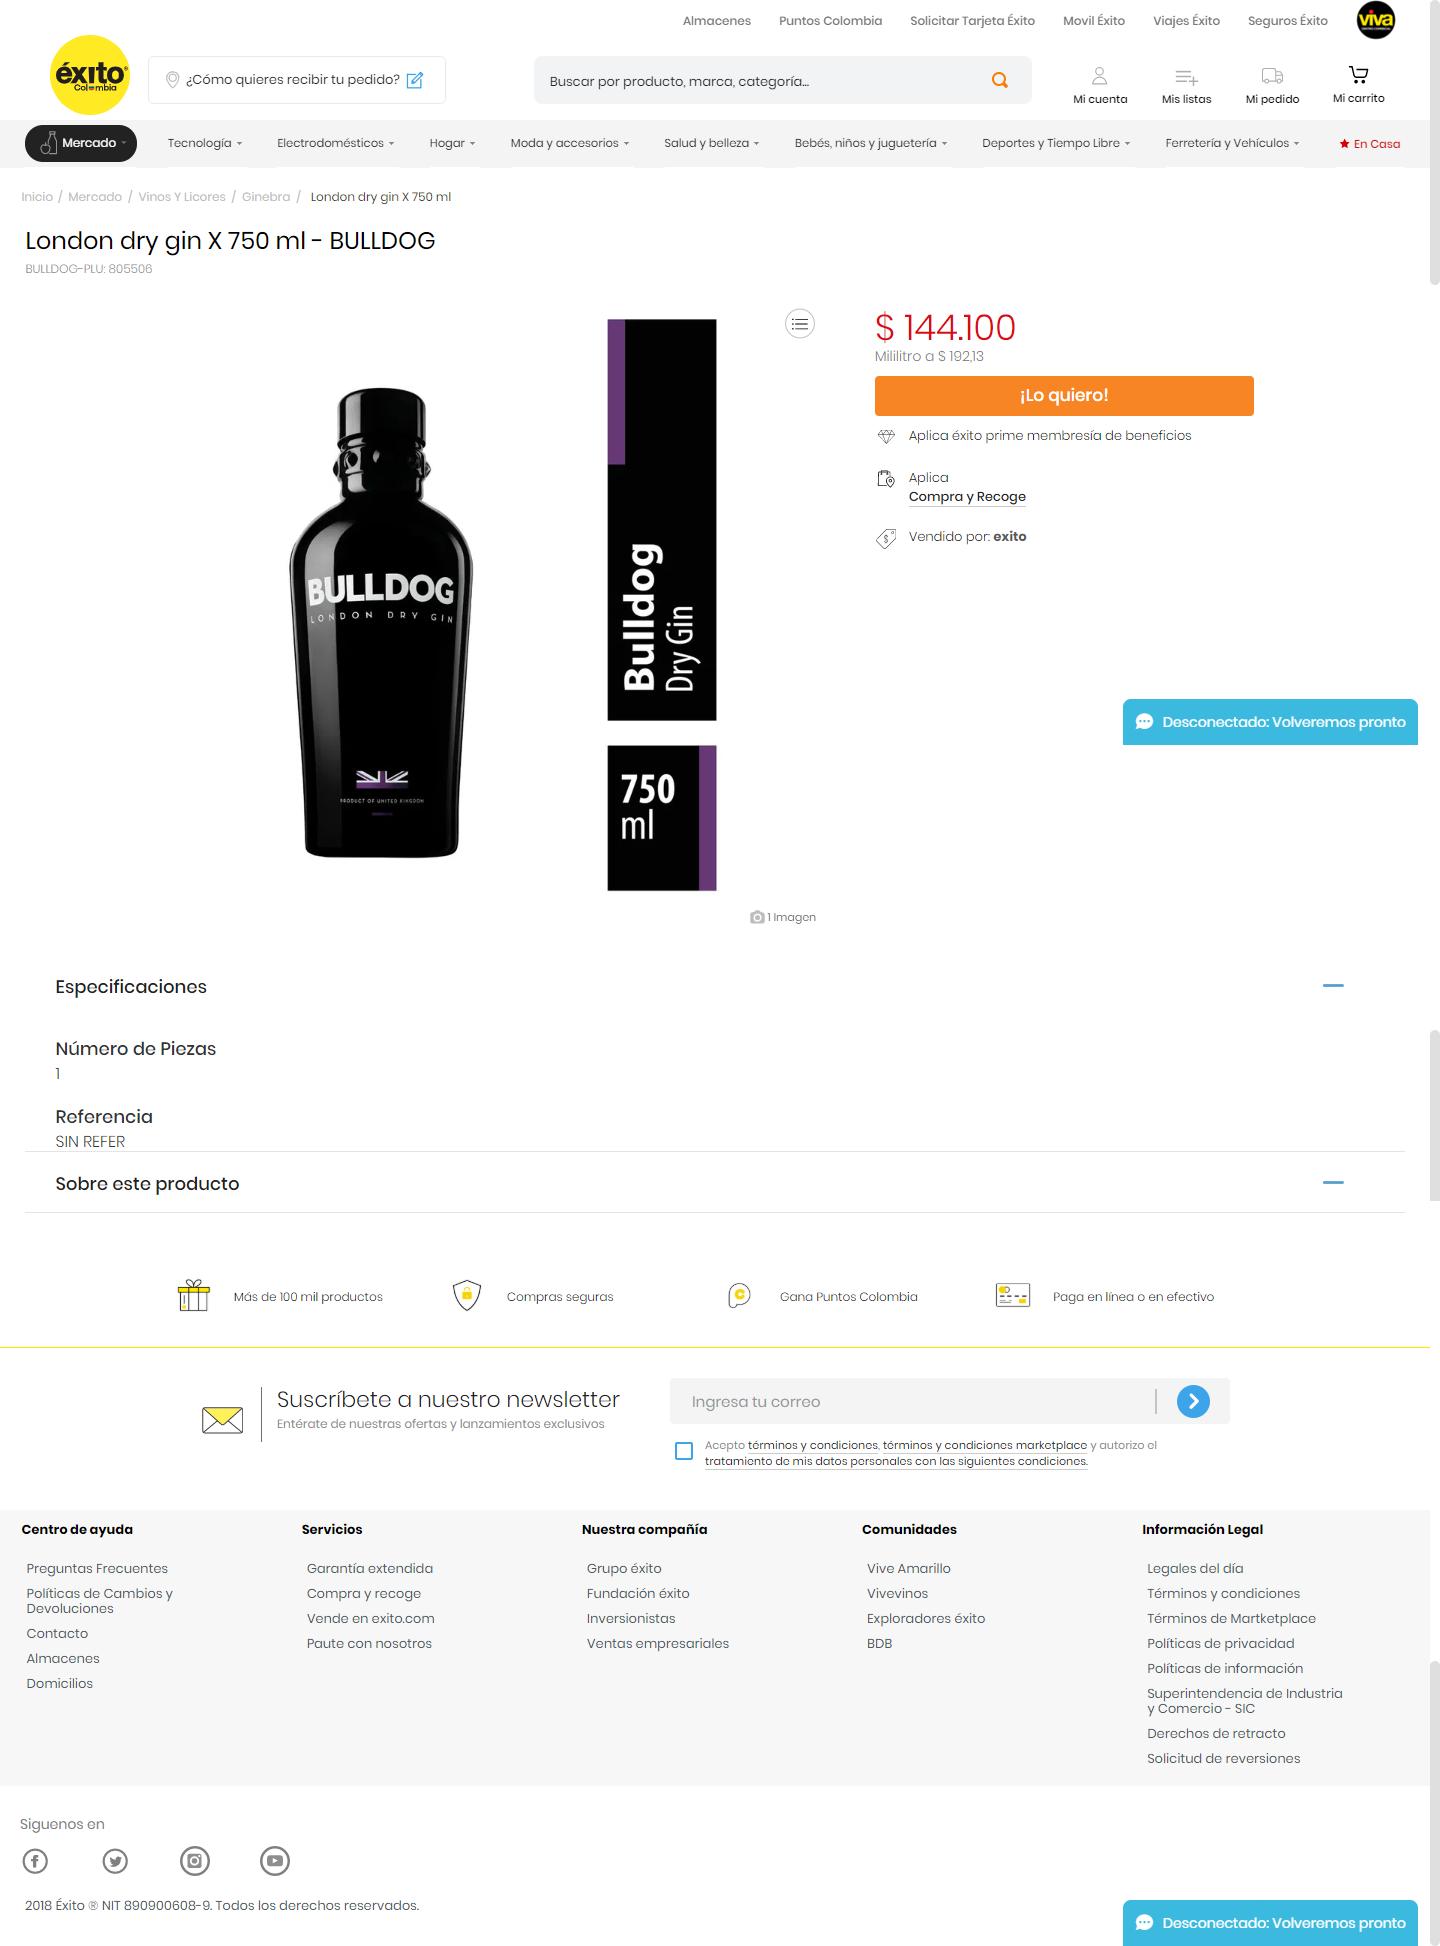 Almacenes Puntos Colombia Solicitar Tarjeta Éxito Movil Éxito Viajes Éxito Seguros Éxito viva
éxito
Colombia
¿Cómo quieres recibir tu pedido?
Buscar por producto, marca, categoría...
Mi cuenta Mis listas Mi pedido Mi carrito
Mercado Tecnología Electrodomésticos Hogar Moda y accesorios Salud y belleza Bebés, niños y juguetería Deportes y Tiempo Libre Ferretería y Vehículos En Casa
Inicio / Mercado / Vinos Y Licores / Ginebra / London dry gin X 750 ml
London dry gin X 750 ml - BULLDOG
BULLDOG-PLU: 805506
BULLDOG
LONDON DRY GIN
PRODUCT OF UNITED KINGDOM
Bulldog
Dry Gin
750
ml
1 Imagen
$ 144.100
Mililitro a $ 192,13
¡Lo quiero!
Aplica éxito prime membresía de beneficios
Aplica
Compra y Recoge
Vendido por: exito
Desconectado: Volveremos pronto
Especificaciones
Número de Piezas
1
Referencia
SIN REFER
Sobre este producto
Más de 100 mil productos
Compras seguras
Gana Puntos Colombia
Paga en línea o en efectivo
Suscríbete a nuestro newsletter
Entérate de nuestras ofertas y lanzamientos exclusivos
Ingresa tu correo
Acepto términos y condiciones, términos y condiciones marketplace y autorizo el
tratamiento de mis datos personales con las siguientes condiciones.
Centro de ayuda
Preguntas Frecuentes
Políticas de Cambios y
Devoluciones
Contacto
Almacenes
Domicilios
Servicios
Garantía extendida
Compra y recoge
Vende en exito.com
Paute con nosotros
Nuestra compañía
Grupo éxito
Fundación éxito
Inversionistas
Ventas empresariales
Comunidades
Vive Amarillo
Vivevinos
Exploradores éxito
BDB
Información Legal
Legales del día
Términos y condiciones
Términos de Martketplace
Políticas de privacidad
Políticas de información
Superintendencia de Industria
y Comercio - SIC
Derechos de retracto
Solicitud de reversiones
Siguenos en
2018 Éxito ® NIT 890900608-9. Todos los derechos reservados.
Desconectado: Volveremos pronto